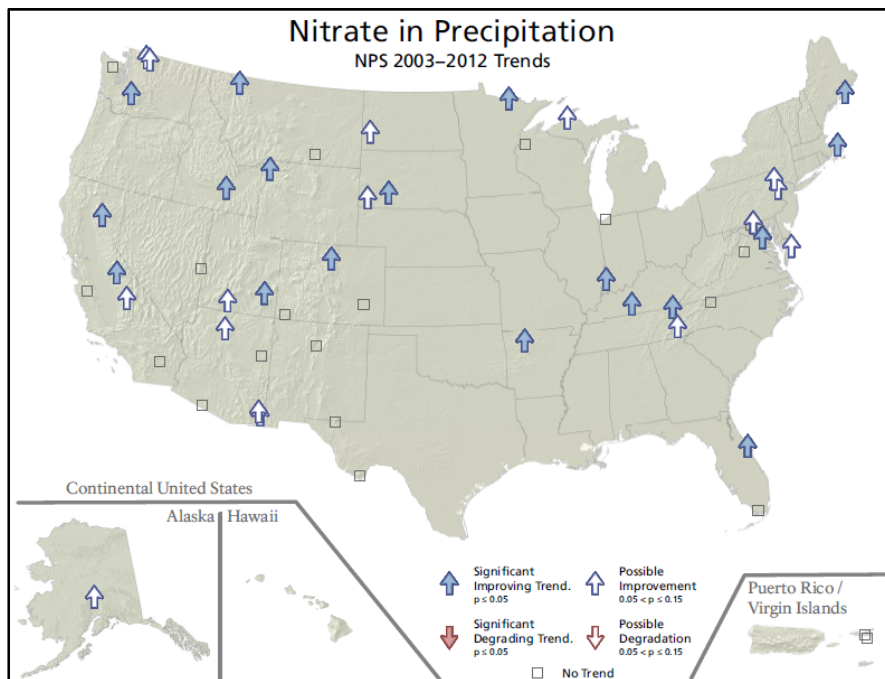 Nitrate in Precipitation
NPS 2003–2012 Trends
Continental United States
Alaska
Hawaii
Significant
Improving Trend.
p ≤ 0.05
Possible
Improvement
0.05 < p ≤ 0.15
Significant
Degrading Trend.
p ≤ 0.05
Possible
Degradation
0.05 < p ≤ 0.15
No Trend
Puerto Rico /
Virgin Islands